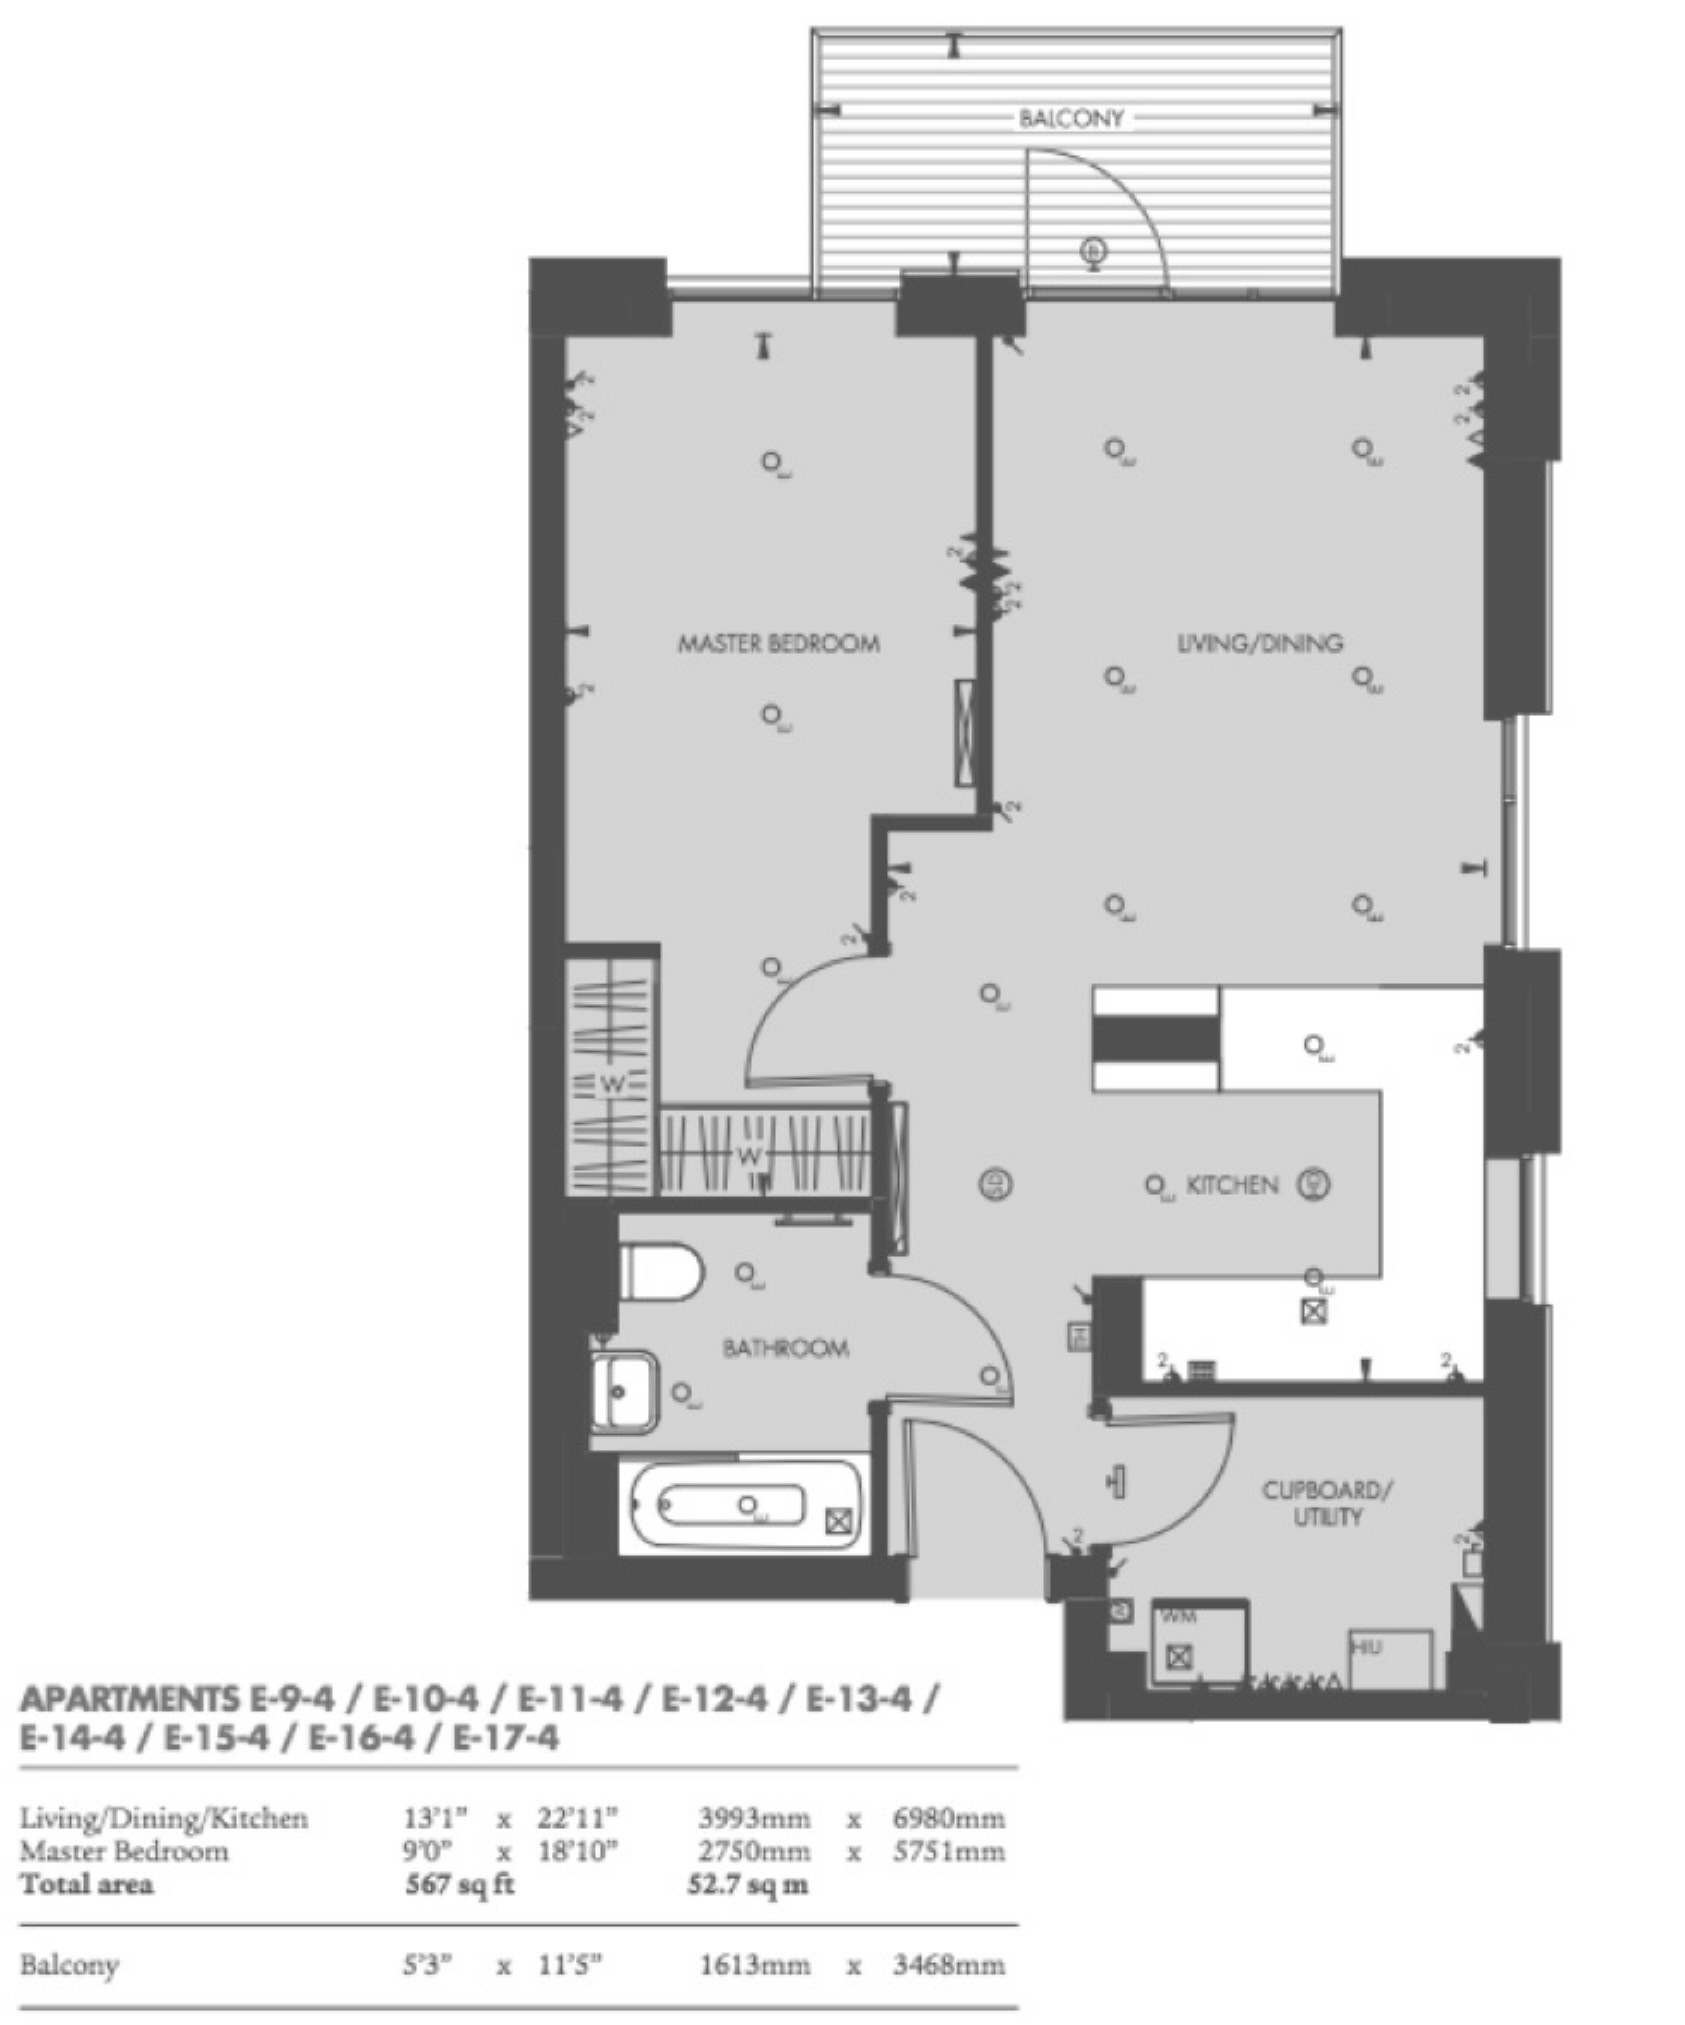 BALCONY
MASTER BEDROOM
LIVING/DINING
W
W
KITCHEN
SD
BATHROOM
CUPBOARD/
UTILITY
WM
HIU
APARTMENTS E-9-4 / E-10-4 / E-11-4 / E-12-4 / E-13-4 /
E-14-4 / E-15-4 / E-16-4 / E-17-4
Living/Dining/Kitchen 13’1” x 22’11” 3993mm x 6980mm
Master Bedroom 9’0” x 18’10” 2750mm x 5751mm
Total area 567 sq ft 52.7 sq m
Balcony 5’3” x 11’5” 1613mm x 3468mm